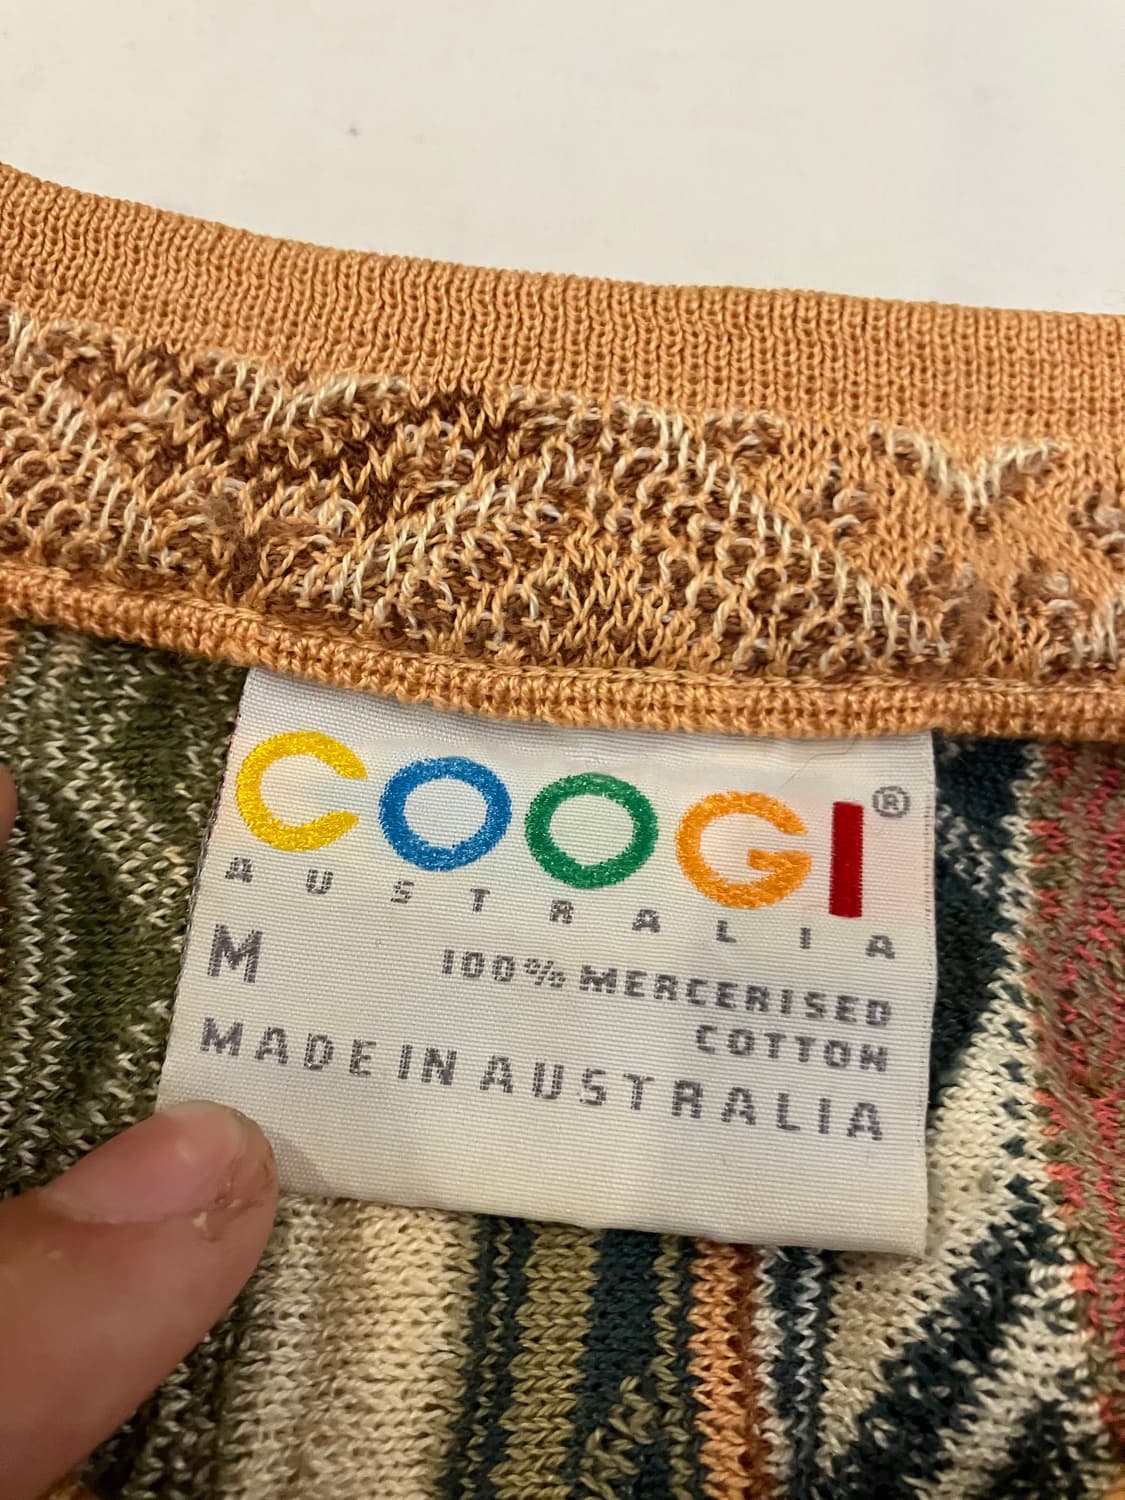 COOGI®
AUSTRALIA
M
100% MERCERISED
COTTON
MADE IN AUSTRALIA